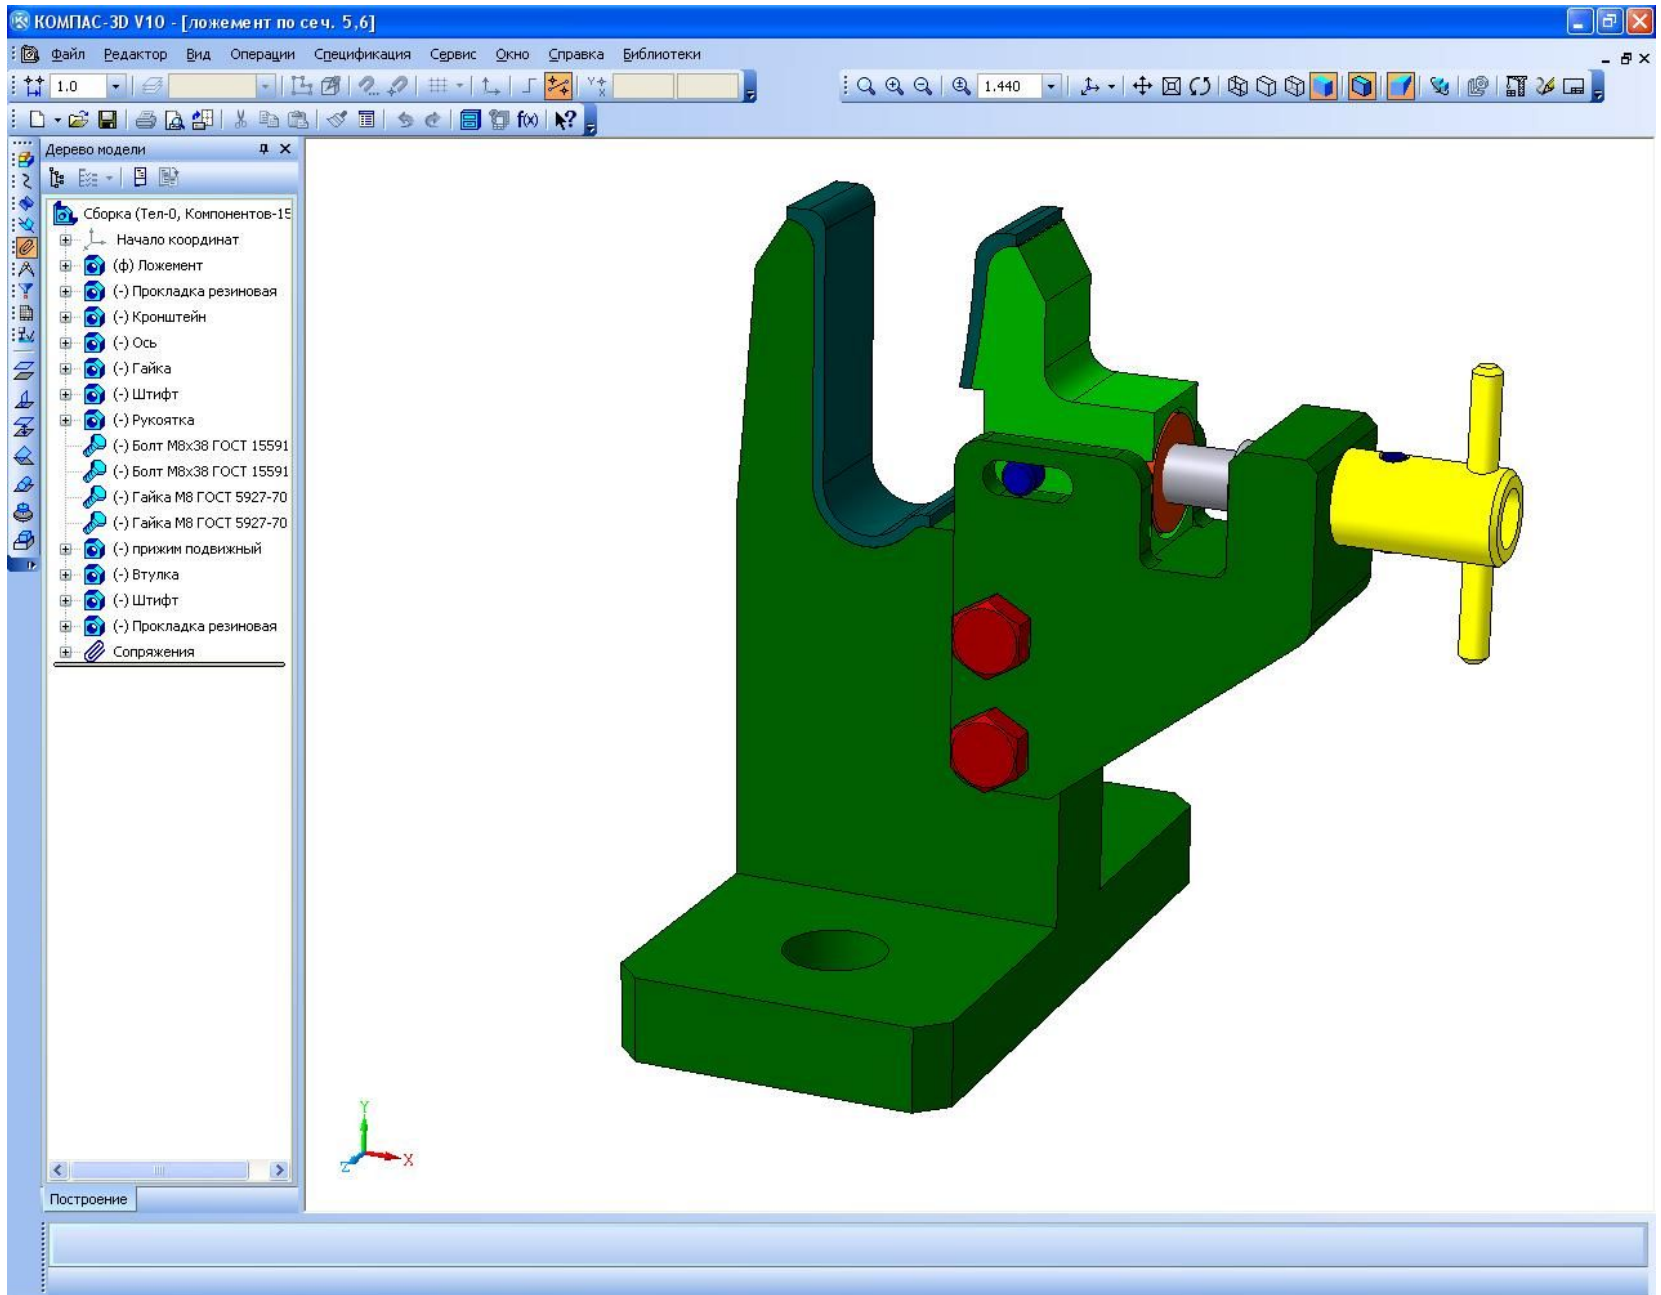 КОМПАС-3D V10 - [ложемент по сеч. 5,6]
Файл Редактор Вид Операции Спецификация Сервис Окно Справка Библиотеки
1.0
1.440
f(x)
Дерево модели
Сборка (Тел-0, Компонентов-15
Начало координат
(ф) Ложемент
(-) Прокладка резиновая
(-) Кронштейн
(-) Ось
(-) Гайка
(-) Штифт
(-) Рукоятка
(-) Болт М8х38 ГОСТ 15591
(-) Болт М8х38 ГОСТ 15591
(-) Гайка М8 ГОСТ 5927-70
(-) Гайка М8 ГОСТ 5927-70
(-) прижим подвижный
(-) Втулка
(-) Штифт
(-) Прокладка резиновая
Сопряжения
Y
X
Z
Построение